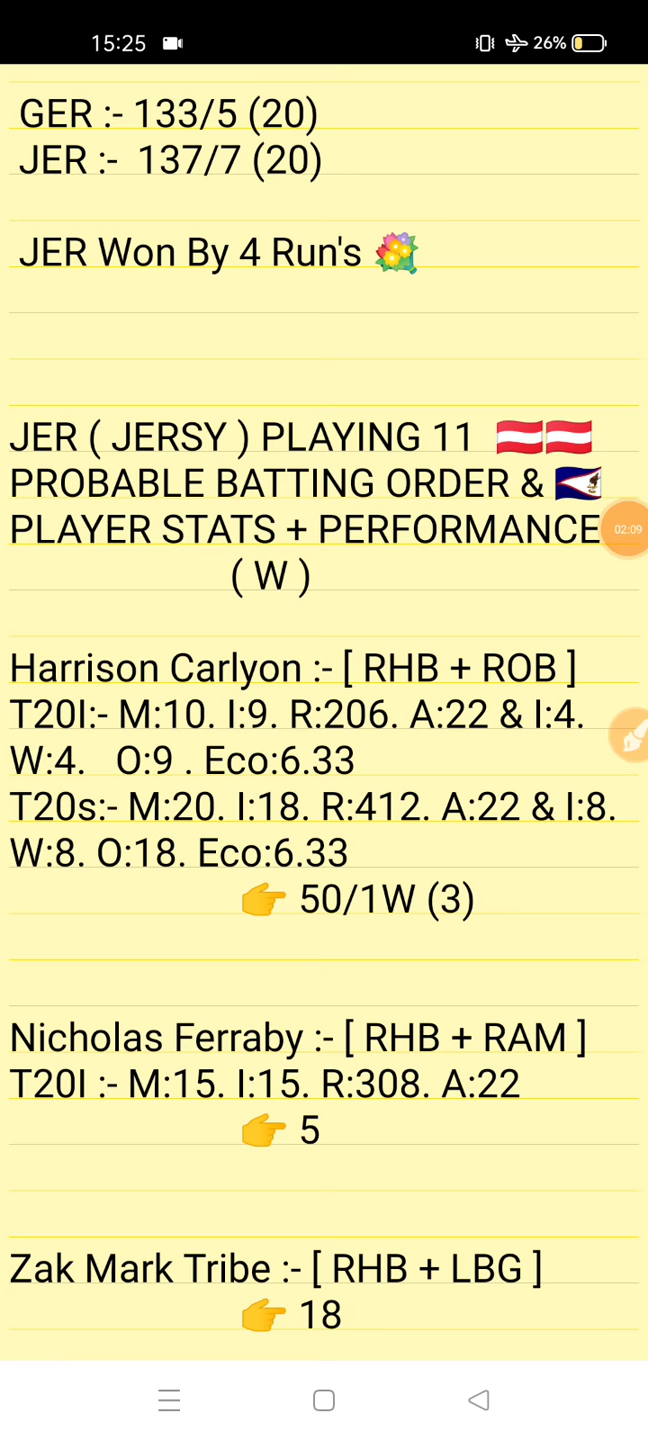 15:25 26%
GER :- 133/5 (20)
JER :- 137/7 (20)
JER Won By 4 Run's 💐
JER ( JERSY ) PLAYING 11 🇦🇹🇦🇹
PROBABLE BATTING ORDER & 🇦🇸
PLAYER STATS + PERFORMANCE
02:09
( W )
Harrison Carlyon :- [ RHB + ROB ]
T20I:- M:10. I:9. R:206. A:22 & I:4.
W:4. O:9 . Eco:6.33
T20s:- M:20. I:18. R:412. A:22 & I:8.
W:8. O:18. Eco:6.33
👉 50/1W (3)
Nicholas Ferraby :- [ RHB + RAM ]
T20I :- M:15. I:15. R:308. A:22
👉 5
Zak Mark Tribe :- [ RHB + LBG ]
👉 18